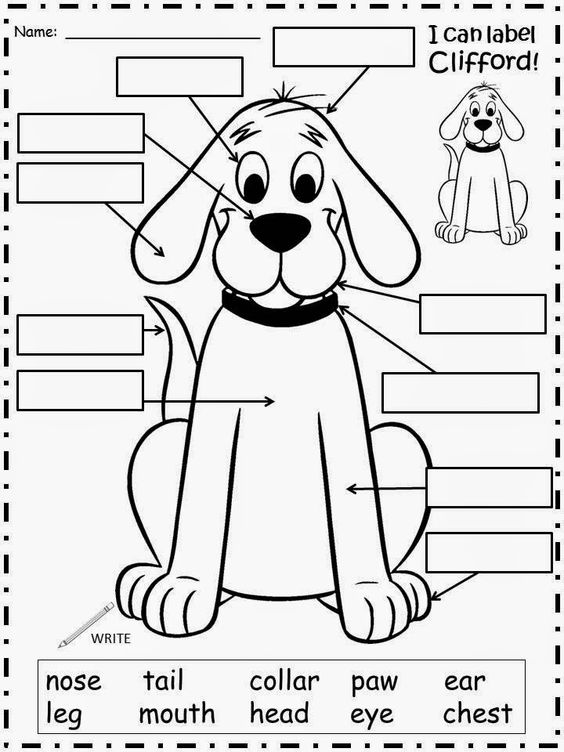 Name:
I can label
Clifford!
WRITE
nose tail collar paw ear
leg mouth head eye chest